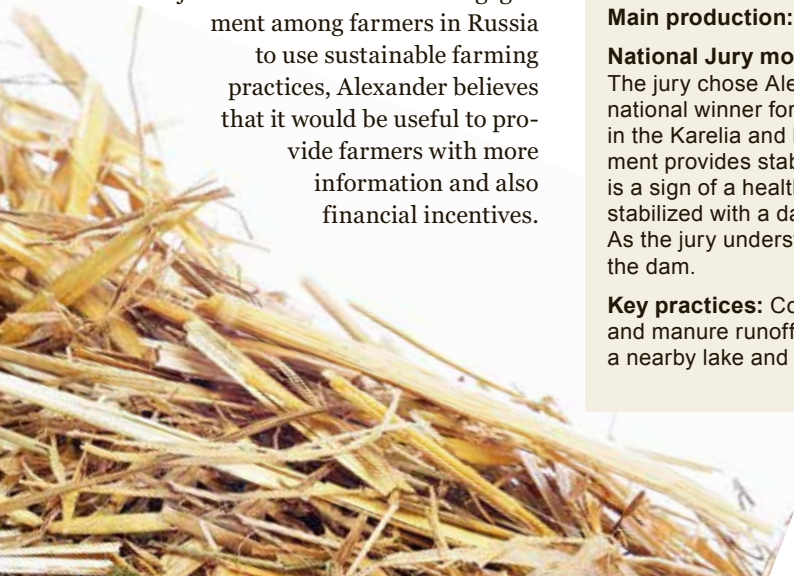 ment among farmers in Russia
to use sustainable farming
practices, Alexander believes
that it would be useful to pro-
vide farmers with more
information and also
financial incentives.
Main production:
National Jury mo
The jury chose Ale
national winner for
in the Karelia and
ment provides stab
is a sign of a health
stabilized with a da
As the jury underst
the dam.
Key practices: Co
and manure runoff
a nearby lake and